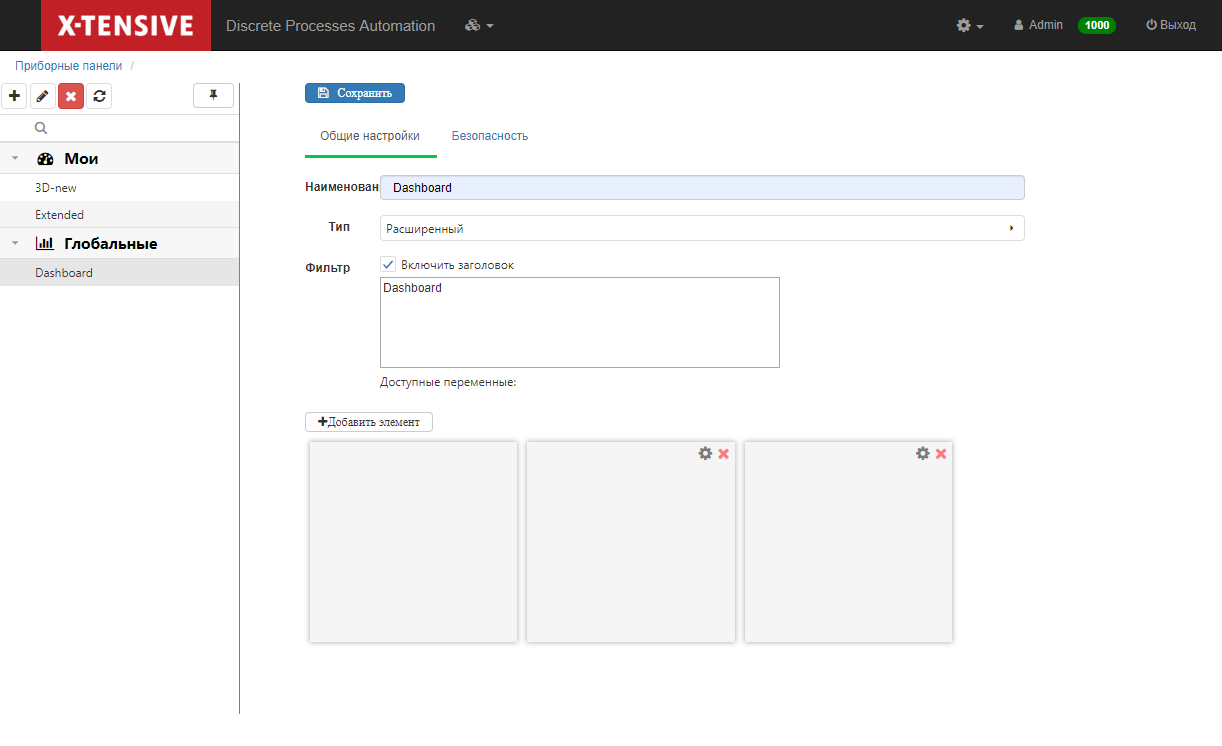 X-TENSIVE Discrete Processes Automation Admin 1000 Выход
Приборные панели /
Сохранить
Общие настройки Безопасность
Мои
3D-new
Extended
Глобальные
Dashboard
Наименован Dashboard
Тип Расширенный
Фильтр Включить заголовок
Dashboard
Доступные переменные:
Добавить элемент